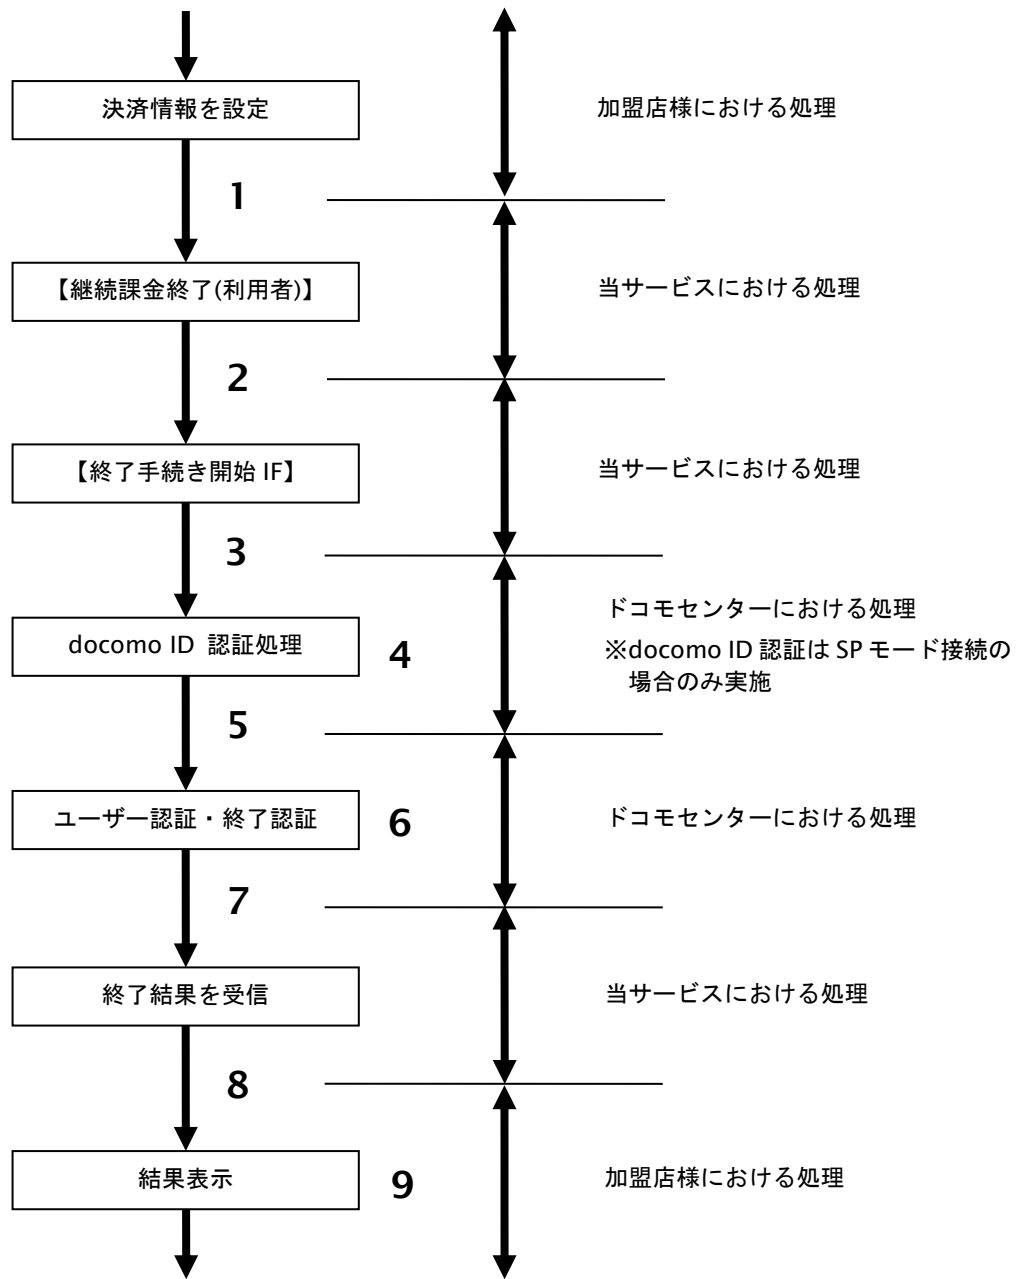 決済情報を設定
加盟店様における処理
1
【継続課金終了(利用者)】
当サービスにおける処理
2
【終了手続き開始 IF】
当サービスにおける処理
3
ドコモセンターにおける処理
docomo ID 認証処理
4
※docomo ID 認証は SP モード接続の
場合のみ実施
5
ユーザー認証・終了認証
6
ドコモセンターにおける処理
7
終了結果を受信
当サービスにおける処理
8
結果表示
9
加盟店様における処理